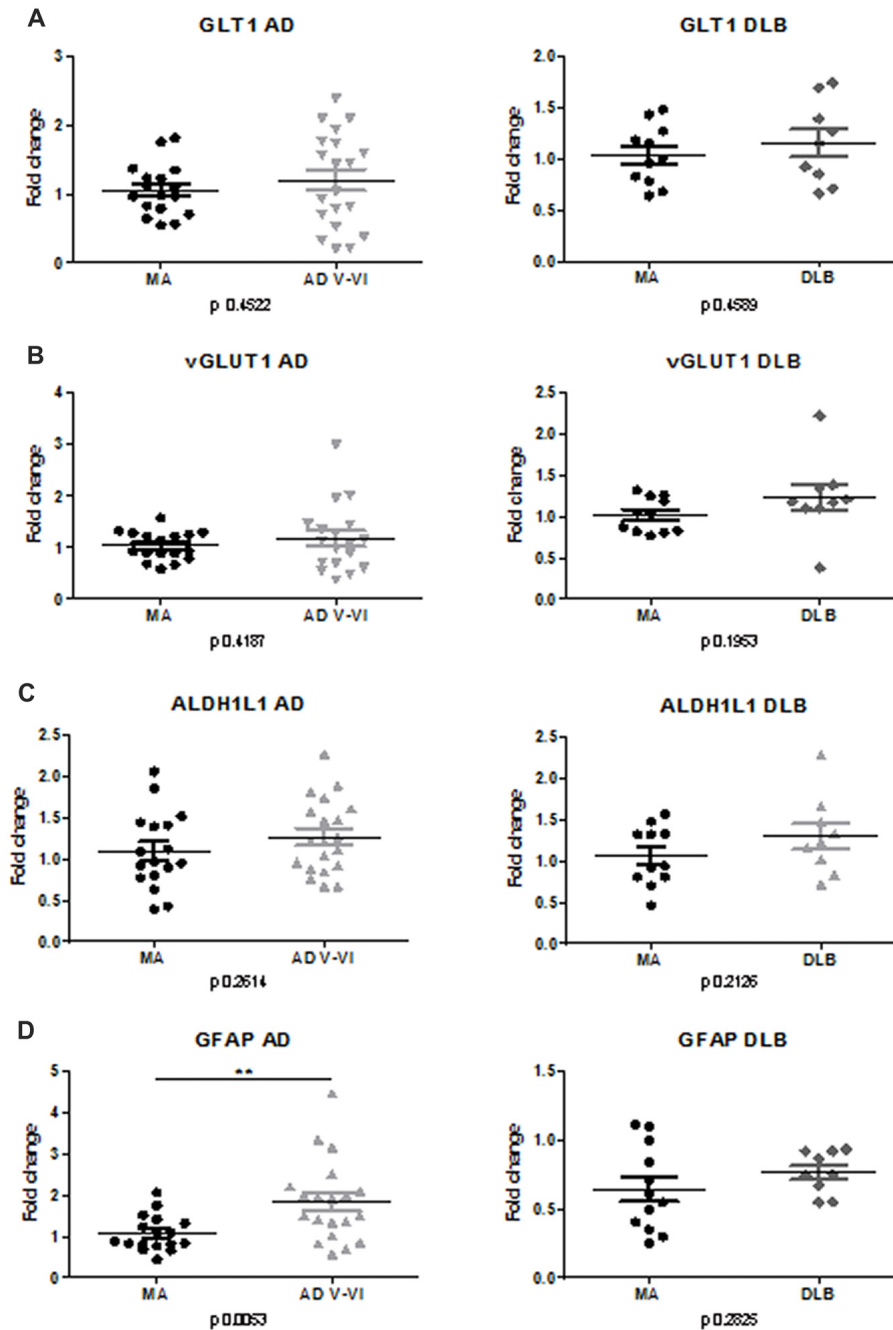 A
GLT1 AD
GLT1 DLB
Fold change
3
2
1
0
MA
AD V-VI
p 0.4522
Fold change
2.0
1.5
1.0
0.5
0.0
MA
DLB
p 0.4589
B
vGLUT1 AD
vGLUT1 DLB
Fold change
4
3
2
1
0
MA
AD V-VI
p 0.4187
Fold change
2.5
2.0
1.5
1.0
0.5
0.0
MA
DLB
p 0.1953
C
ALDH1L1 AD
ALDH1L1 DLB
Fold change
2.5
2.0
1.5
1.0
0.5
0.0
MA
AD V-VI
p 0.2614
Fold change
2.5
2.0
1.5
1.0
0.5
0.0
MA
DLB
p 0.2126
D
GFAP AD
GFAP DLB
Fold change
5
4
3
2
1
0
**
MA
AD V-VI
p 0.0053
Fold change
1.5
1.0
0.5
0.0
MA
DLB
p 0.2825